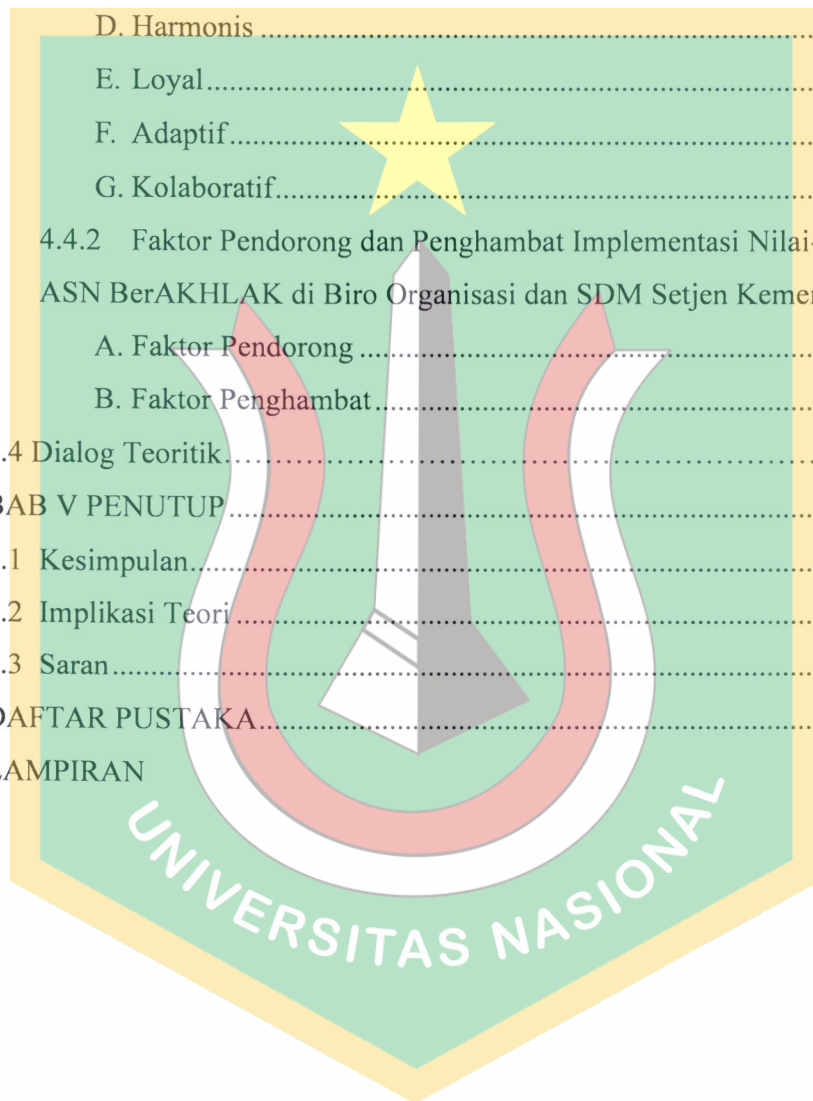 D. Harmonis ........................................................................
E. Loyal................................................................................
F. Adaptif.............................................................................
G. Kolaboratif......................................................................
4.4.2 Faktor Pendorong dan Penghambat Implementasi Nilai-
ASN BerAKHLAK di Biro Organisasi dan SDM Setjen Kemen
A. Faktor Pendorong ............................................................
B. Faktor Penghambat..........................................................
.4 Dialog Teoritik................................................................................
BAB V PENUTUP...............................................................................
.1 Kesimpulan.....................................................................................
.2 Implikasi Teori...............................................................................
.3 Saran...............................................................................................
DAFTAR PUSTAKA..........................................................................
LAMPIRAN
UNIVERSITAS NASIONAL